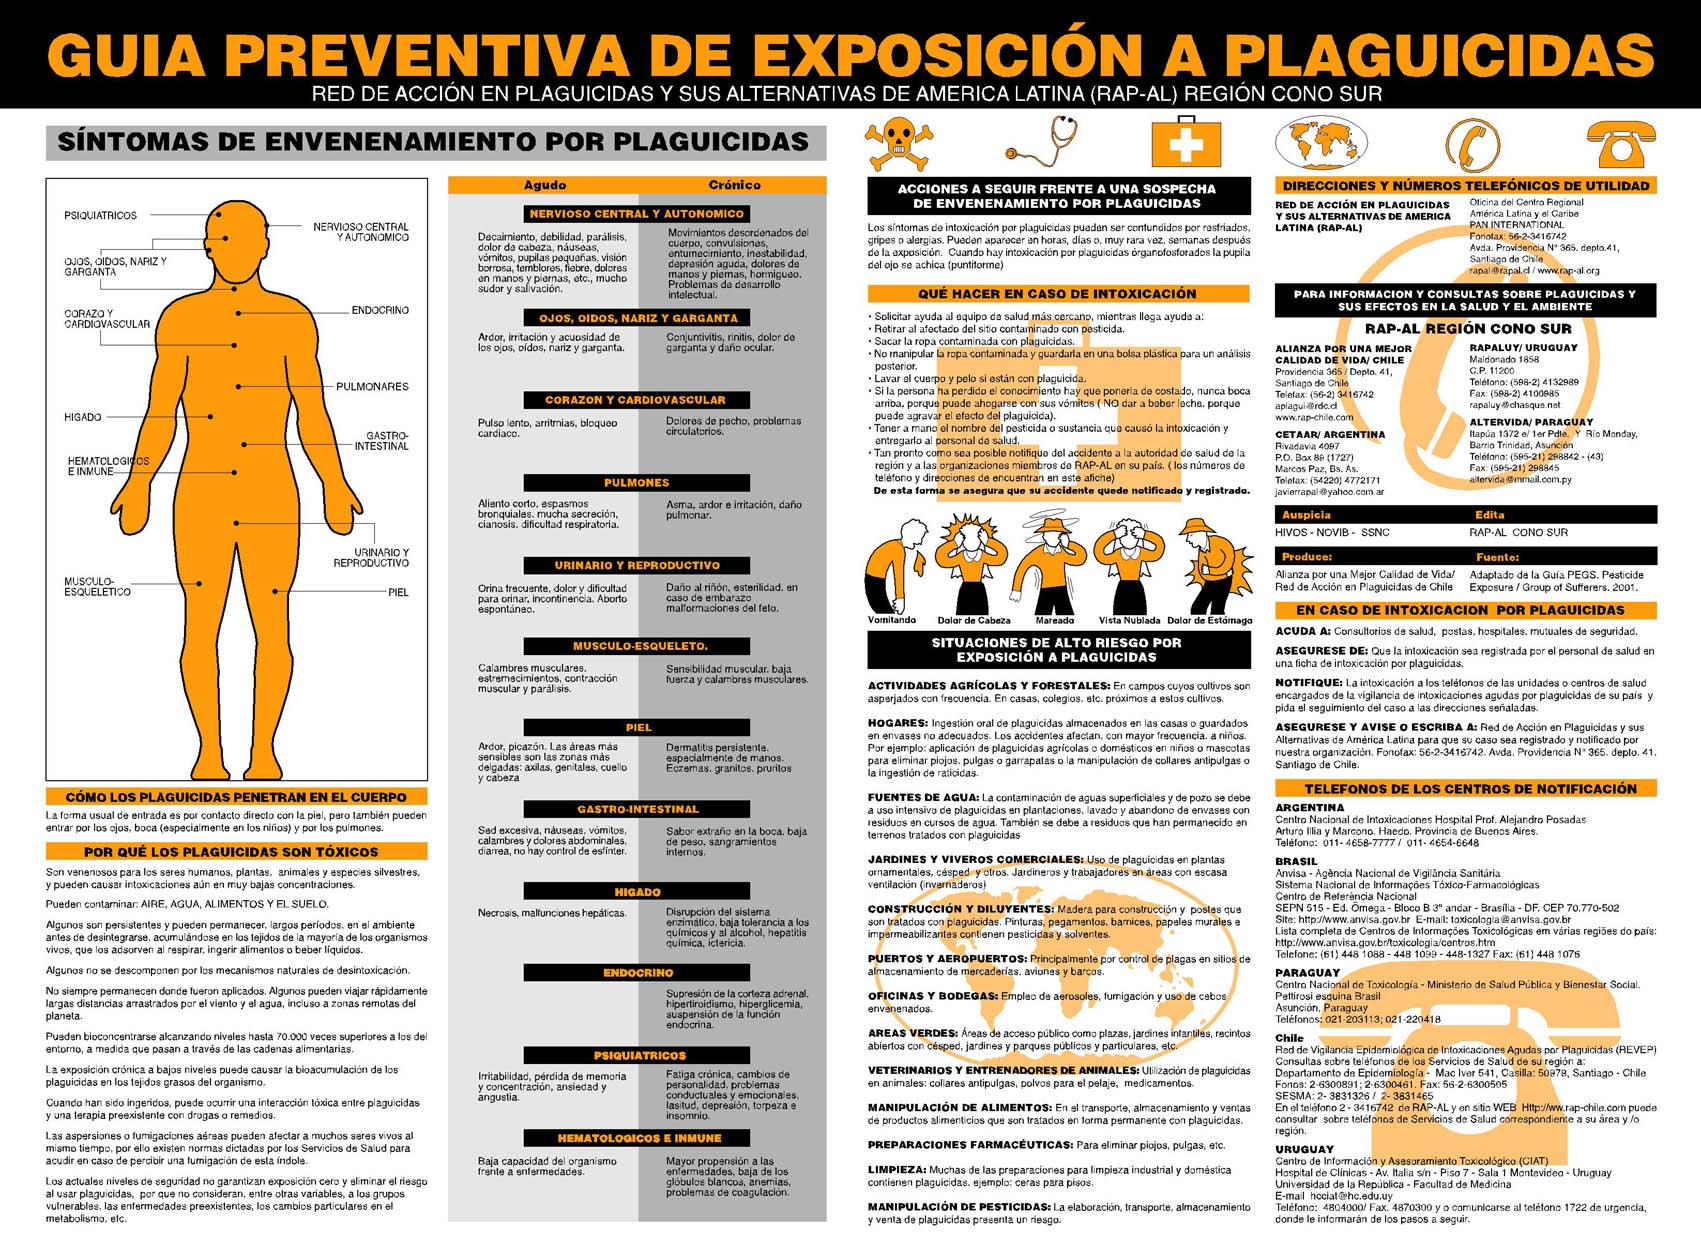 GUIA PREVENTIVA DE EXPOSICIÓN A PLAGUICIDAS
RED DE ACCIÓN EN PLAGUICIDAS Y SUS ALTERNATIVAS DE AMERICA LATINA (RAP-AL) REGIÓN CONO SUR
SÍNTOMAS DE ENVENENAMIENTO POR PLAGUICIDAS
PSIQUIATRICOS
NERVIOSO CENTRAL
Y AUTONOMICO
OJOS, OIDOS, NARIZ Y
GARGANTA
ENDOCRINO
CORAZO Y
CARDIOVASCULAR
PULMONARES
HIGADO
GASTRO-
INTESTINAL
HEMATOLOGICOS
E INMUNE
URINARIO Y
REPRODUCTIVO
MUSCULO-
ESQUELETICO
PIEL
CÓMO LOS PLAGUICIDAS PENETRAN EN EL CUERPO
La forma usual de entrada es por contacto directo con la piel, pero también pueden
entrar por los ojos, boca (especialmente en los niños) y por los pulmones.
POR QUÉ LOS PLAGUICIDAS SON TÓXICOS
Son venenosos para los seres humanos, plantas, animales y especies silvestres,
y pueden causar intoxicaciones aún en muy bajas concentraciones.
Pueden contaminar: AIRE, AGUA, ALIMENTOS Y EL SUELO.
Algunos son persistentes y pueden permanecer, largos períodos, en el ambiente
antes de desintegrarse, acumulándose en los tejidos de la mayoría de los organismos
vivos, que los adsorven al respirar, ingerir alimentos o beber líquidos.
Algunos no se descomponen por los mecanismos naturales de desintoxicación.
No siempre permanecen donde fueron aplicados. Algunos pueden viajar rápidamente
largas distancias arrastrados por el viento y el agua, incluso a zonas remotas del
planeta.
Pueden bioconcentrarse alcanzando niveles hasta 70.000 veces superiores a los del
entorno, a medida que pasan a través de las cadenas alimentarias.
La exposición crónica a bajos niveles puede causar la bioacumulación de los
plaguicidas en los tejidos grasos del organismo.
Cuando han sido ingeridos, puede ocurrir una interacción tóxica entre plaguicidas
y una terapia preexistente con drogas o remedios.
Las aspersiones o fumigaciones aéreas pueden afectar a muchos seres vivos al
mismo tiempo, por ello existen normas dictadas por los Servicios de Salud para
acudir en caso de percibir una fumigación de esta índole.
Los actuales niveles de seguridad no garantizan exposición cero y eliminar el riesgo
al usar plaguicidas, por que no consideran, entre otras variables, a los grupos
vulnerables, las enfermedades preexistentes, los cambios particulares en el
metabolismo, etc.
Agudo Crónico
NERVIOSO CENTRAL Y AUTONOMICO
Decaimiento, debilidad, parálisis,
dolor de cabeza, náuseas,
vómitos, pupilas pequeñas, visión
borrosa, temblores, fiebre, dolores
en manos y piernas, etc., mucho
sudor y salivación.
Movimientos desordenados del
cuerpo, convulsiones,
entumecimiento, inestabilidad,
depresión aguda, dolores de
manos y piernas, hormigueo.
Problemas de desarrollo
intelectual.
OJOS, OIDOS, NARIZ Y GARGANTA
Ardor, irritación y acuosidad de
los ojos, oídos, nariz y garganta.
Conjuntivitis, rinitis, dolor de
garganta y daño ocular.
CORAZON Y CARDIOVASCULAR
Pulso lento, arritmias, bloqueo
cardiaco.
Dolores de pecho, problemas
circulatorios.
PULMONES
Aliento corto, espasmos
bronquiales. mucha secreción,
cianosis. dificultad respiratoria.
Asma, ardor e irritación, daño
pulmonar.
URINARIO Y REPRODUCTIVO
Orina frecuente, dolor y dificultad
para orinar, incontinencia. Aborto
espontáneo.
Daño al riñón, esterilidad. en
caso de embarazo
malformaciones del feto.
MUSCULO-ESQUELETO.
Calambres musculares.
estremecimientos, contracción
muscular y parálisis.
Sensibilidad muscular. baja
fuerza y calambres musculares.
PIEL
Ardor, picazón. Las áreas más
sensibles son las zonas más
delgadas: axilas, genitales, cuello
y cabeza
Dermatitis persistente.
especialmente de manos.
Eczemas. granitos. pruritos
GASTRO-INTESTINAL
Sed excesiva, náuseas, vómitos,
calambres y dolores abdominales,
diarrea, no hay control de esfínter.
Sabor extraño en la boca, baja
de peso, sangramientos
internos.
HIGADO
Necrosis, malfunciones hepáticas.
Disrupción del sistema
enzimático, baja tolerancia a los
químicos y al alcohol, hepatitis
química, ictericia.
ENDOCRINO
Supresión de la corteza adrenal,
hipertiroidismo, hiperglicemia,
suspensión de la función
endocrina.
PSIQUIATRICOS
Irritabilidad, pérdida de memoria
y concentración, ansiedad y
angustia.
Fatiga crónica, cambios de
personalidad, problemas
conductuales y emocionales,
lasitud, depresión, torpeza e
insomnio.
HEMATOLOGICOS E INMUNE
Baja capacidad del organismo
frente a enfermedades.
Mayor propensión a las
enfermedades, baja de los
glóbulos blancos, anemias,
problemas de coagulación.
ACCIONES A SEGUIR FRENTE A UNA SOSPECHA
DE ENVENENAMIENTO POR PLAGUICIDAS
Los síntomas de intoxicación por plaguicidas pueden ser confundidos por resfriados,
gripes o alergias. Pueden aparecer en horas, días o, muy rara vez, semanas después
de la exposición. Cuando hay intoxicación por plaguicidas órganofosforados la pupila
del ojo se achica (puntiforme)
QUÉ HACER EN CASO DE INTOXICACIÓN
• Solicitar ayuda al equipo de salud más cercano, mientras llega ayude a:
• Retirar al afectado del sitio contaminado con pesticida.
• Sacar la ropa contaminada con plaguicidas.
• No manipular la ropa contaminada y guardarla en una bolsa plástica para un análisis
posterior.
• Lavar el cuerpo y pelo si están con plaguicida.
• Si la persona ha perdido el conocimiento hay que ponerla de costado, nunca boca
arriba, porque puede ahogarse con sus vómitos ( NO dar a beber leche. porque
puede agravar el efecto del plaguicida).
• Tener a mano el nombre del pesticida o sustancia que causó la intoxicación y
entregarlo al personal de salud.
• Tan pronto como sea posible notifique del accidente a la autoridad de salud de la
región y a las organizaciones miembros de RAP-AL en su país. ( los números de
teléfono y direcciones de encuentran en este afiche)
De esta forma se asegura que su accidente quede notificado y registrado.
Vomitando Dolor de Cabeza Mareado Vista Nublada Dolor de Estómago
SITUACIONES DE ALTO RIESGO POR
EXPOSICIÓN A PLAGUICIDAS
ACTIVIDADES AGRÍCOLAS Y FORESTALES: En campos cuyos cultivos son
asperjados con frecuencia. En casas, colegios. etc. próximos a estos cultivos.
HOGARES: Ingestión oral de plaguicidas almacenados en las casas o guardados
en envases no adecuados. Los accidentes afectan, con mayor frecuencia. a niños.
Por ejemplo: aplicación de plaguicidas agrícolas o domésticos en niños o mascotas
para eliminar piojos. pulgas o garrapatas o la manipulación de collares antipulgas o
la ingestión de raticidas.
FUENTES DE AGUA: La contaminación de aguas superficiales y de pozo se debe
a uso intensivo de plaguicidas en plantaciones, lavado y abandono de envases con
residuos en cursos de agua. También se debe a residuos que han permanecido en
terrenos tratados con plaguicidas
JARDINES Y VIVEROS COMERCIALES: Uso de plaguicidas en plantas
ornamentales, césped y otros. Jardineros y trabajadores en áreas con escasa
ventilación (invernaderos)
CONSTRUCCIÓN Y DILUYENTES: Madera para construcción y postes que
son tratados con plaguicidas. Pinturas, pegamentos, barnices, papeles murales e
impermeabilizantes contienen pesticidas y solventes.
PUERTOS Y AEROPUERTOS: Principalmente por control de plagas en sitios de
almacenamiento de mercaderías, aviones y barcos.
OFICINAS Y BODEGAS: Empleo de aerosoles, fumigación y uso de cebos
envenenados.
AREAS VERDES: Áreas de acceso público como plazas, jardines infantiles, recintos
abiertos con césped, jardines y parques públicos y particulares, etc.
VETERINARIOS Y ENTRENADORES DE ANIMALES: Utilización de plaguicidas
en animales: collares antipulgas, polvos para el pelaje, medicamentos.
MANIPULACIÓN DE ALIMENTOS: En el transporte, almacenamiento y ventas
de productos alimenticios que son tratados en forma permanente con plaguicidas.
PREPARACIONES FARMACÉUTICAS: Para eliminar piojos, pulgas, etc.
LIMPIEZA: Muchas de las preparaciones para limpieza industrial y doméstica
contienen plaguicidas, ejemplo: ceras para pisos.
MANIPULACIÓN DE PESTICIDAS: La elaboración, transporte, almacenamiento
y venta de plaguicidas presenta un riesgo.
DIRECCIONES Y NÚMEROS TELEFÓNICOS DE UTILIDAD
RED DE ACCIÓN EN PLAGUICIDAS
Y SUS ALTERNATIVAS DE AMERICA
LATINA (RAP-AL)
Oficina del Centro Regional
América Latina y el Caribe
PAN INTERNATIONAL
Fonofax: 56-2-3416742
Avda. Providencia N° 365. depto.41,
Santiago de Chile
rapal@rapal.cl / www.rap-al.org
PARA INFORMACION Y CONSULTAS SOBRE PLAGUICIDAS Y
SUS EFECTOS EN LA SALUD Y EL AMBIENTE
RAP-AL REGIÓN CONO SUR
ALIANZA POR UNA MEJOR
CALIDAD DE VIDA/ CHILE
Providencia 365 / Depto. 41,
Santiago de Chile
Telefax: (56-2) 3416742
aplagui@rdc.cl
www.rap-chile.com
CETAAR/ ARGENTINA
Rivadavia 4097
P.O. Box 89 (1727)
Marcos Paz, Bs. As.
Telefax: (54220) 4772171
javierrapal@yahoo.com.ar
RAPALUY/ URUGUAY
Maldonado 1858
C.P. 11200
Teléfono: (598-2) 4132989
Fax: (598-2) 4100985
rapaluy@chasque.net
ALTERVIDA/ PARAGUAY
Itapúa 1372 e/ 1er Pdte. Y Río Monday,
Barrio Trinidad, Asunción
Teléfono: (595-21) 298842 - (43)
Fax: (595-21) 298845
altervida@mmail.com.py
Auspicia Edita
HIVOS - NOVIB - SSNC RAP-AL CONO SUR
Produce: Fuente:
Alianza por una Mejor Calidad de Vida/
Red de Acción en Plaguicidas de Chile
Adaptado de la Guía PEGS. Pesticide
Exposure / Group of Sufferers. 2001.
EN CASO DE INTOXICACION POR PLAGUICIDAS
ACUDA A: Consultorios de salud, postas, hospitales. mutuales de seguridad.
ASEGURESE DE: Que la intoxicación sea registrada por el personal de salud en
una ficha de intoxicación por plaguicidas.
NOTIFIQUE: La intoxicación a los teléfonos de las unidades o centros de salud
encargados de la vigilancia de intoxicaciones agudas por plaguicidas de su país y
pida el seguimiento del caso a las direcciones señaladas.
ASEGURESE Y AVISE O ESCRIBA A: Red de Acción en Plaguicidas y sus
Alternativas de América Latina para que su caso sea registrado y notificado por
nuestra organización. Fonofax: 56-2-3416742. Avda. Providencia N° 365. depto. 41.
Santiago de Chile.
TELEFONOS DE LOS CENTROS DE NOTIFICACIÓN
ARGENTINA
Centro Nacional de Intoxicaciones Hospital Prof. Alejandro Posadas
Arturo Illia y Marcono. Haedo. Provincia de Buenos Aires.
Teléfono: 011- 4658-7777 / 011- 4654-6648
BRASIL
Anvisa - Agência Nacional de Vigilância Sanitária
Sistema Nacional de Informações Tóxico-Farmacológicas
Centro de Referência Nacional
SEPN 515 - Ed. Ômega - Bloco B 3° andar - Brasília - DF. CEP 70.770-502
Site: http://www.anvisa.gov.br E-mail: toxicologia@anvisa.gov.br
Lista completa de Centros de Informações Toxicológicas em várias regiões do país:
http://www.anvisa.gov.br/toxicologia/centros.htm
Telefone: (61) 448 1088 - 448 1099 - 448-1327 Fax: (61) 448 1076
PARAGUAY
Centro Nacional de Toxicología - Ministerio de Salud Pública y Bienestar Social.
Pettirosi esquina Brasil
Asunción, Paraguay
Teléfonos: 021-203113; 021-220418
Chile
Red de Vigilancia Epidemiológica de Intoxicaciones Agudas por Plaguicidas (REVEP)
Consultas sobre teléfonos de los Servicios de Salud de su región a:
Departamento de Epidemiología - Mac Iver 541, Casilla: 50979, Santiago - Chile
Fonos: 2-6300891; 2-6300461. Fax: 56-2-6300505
SESMA: 2- 3831326 / 2- 3831465
En el teléfono 2 - 3416742 de RAP-AL y en sitio WEB Http://ww.rap-chile.com puede
consultar sobre teléfonos de Servicios de Salud correspondiente a su área y /o
región.
URUGUAY
Centro de Información y Asesoramiento Toxicológico (CIAT)
Hospital de Clínicas - Av. Italia s/n - Piso 7 - Sala 1 Montevideo - Uruguay
Universidad de la República - Facultad de Medicina
E-mail hcciat@hc.edu.uy
Teléfono: 4804000/ Fax. 4870300 y o comunicarse al teléfono 1722 de urgencia,
donde le informarán de los pasos a seguir.